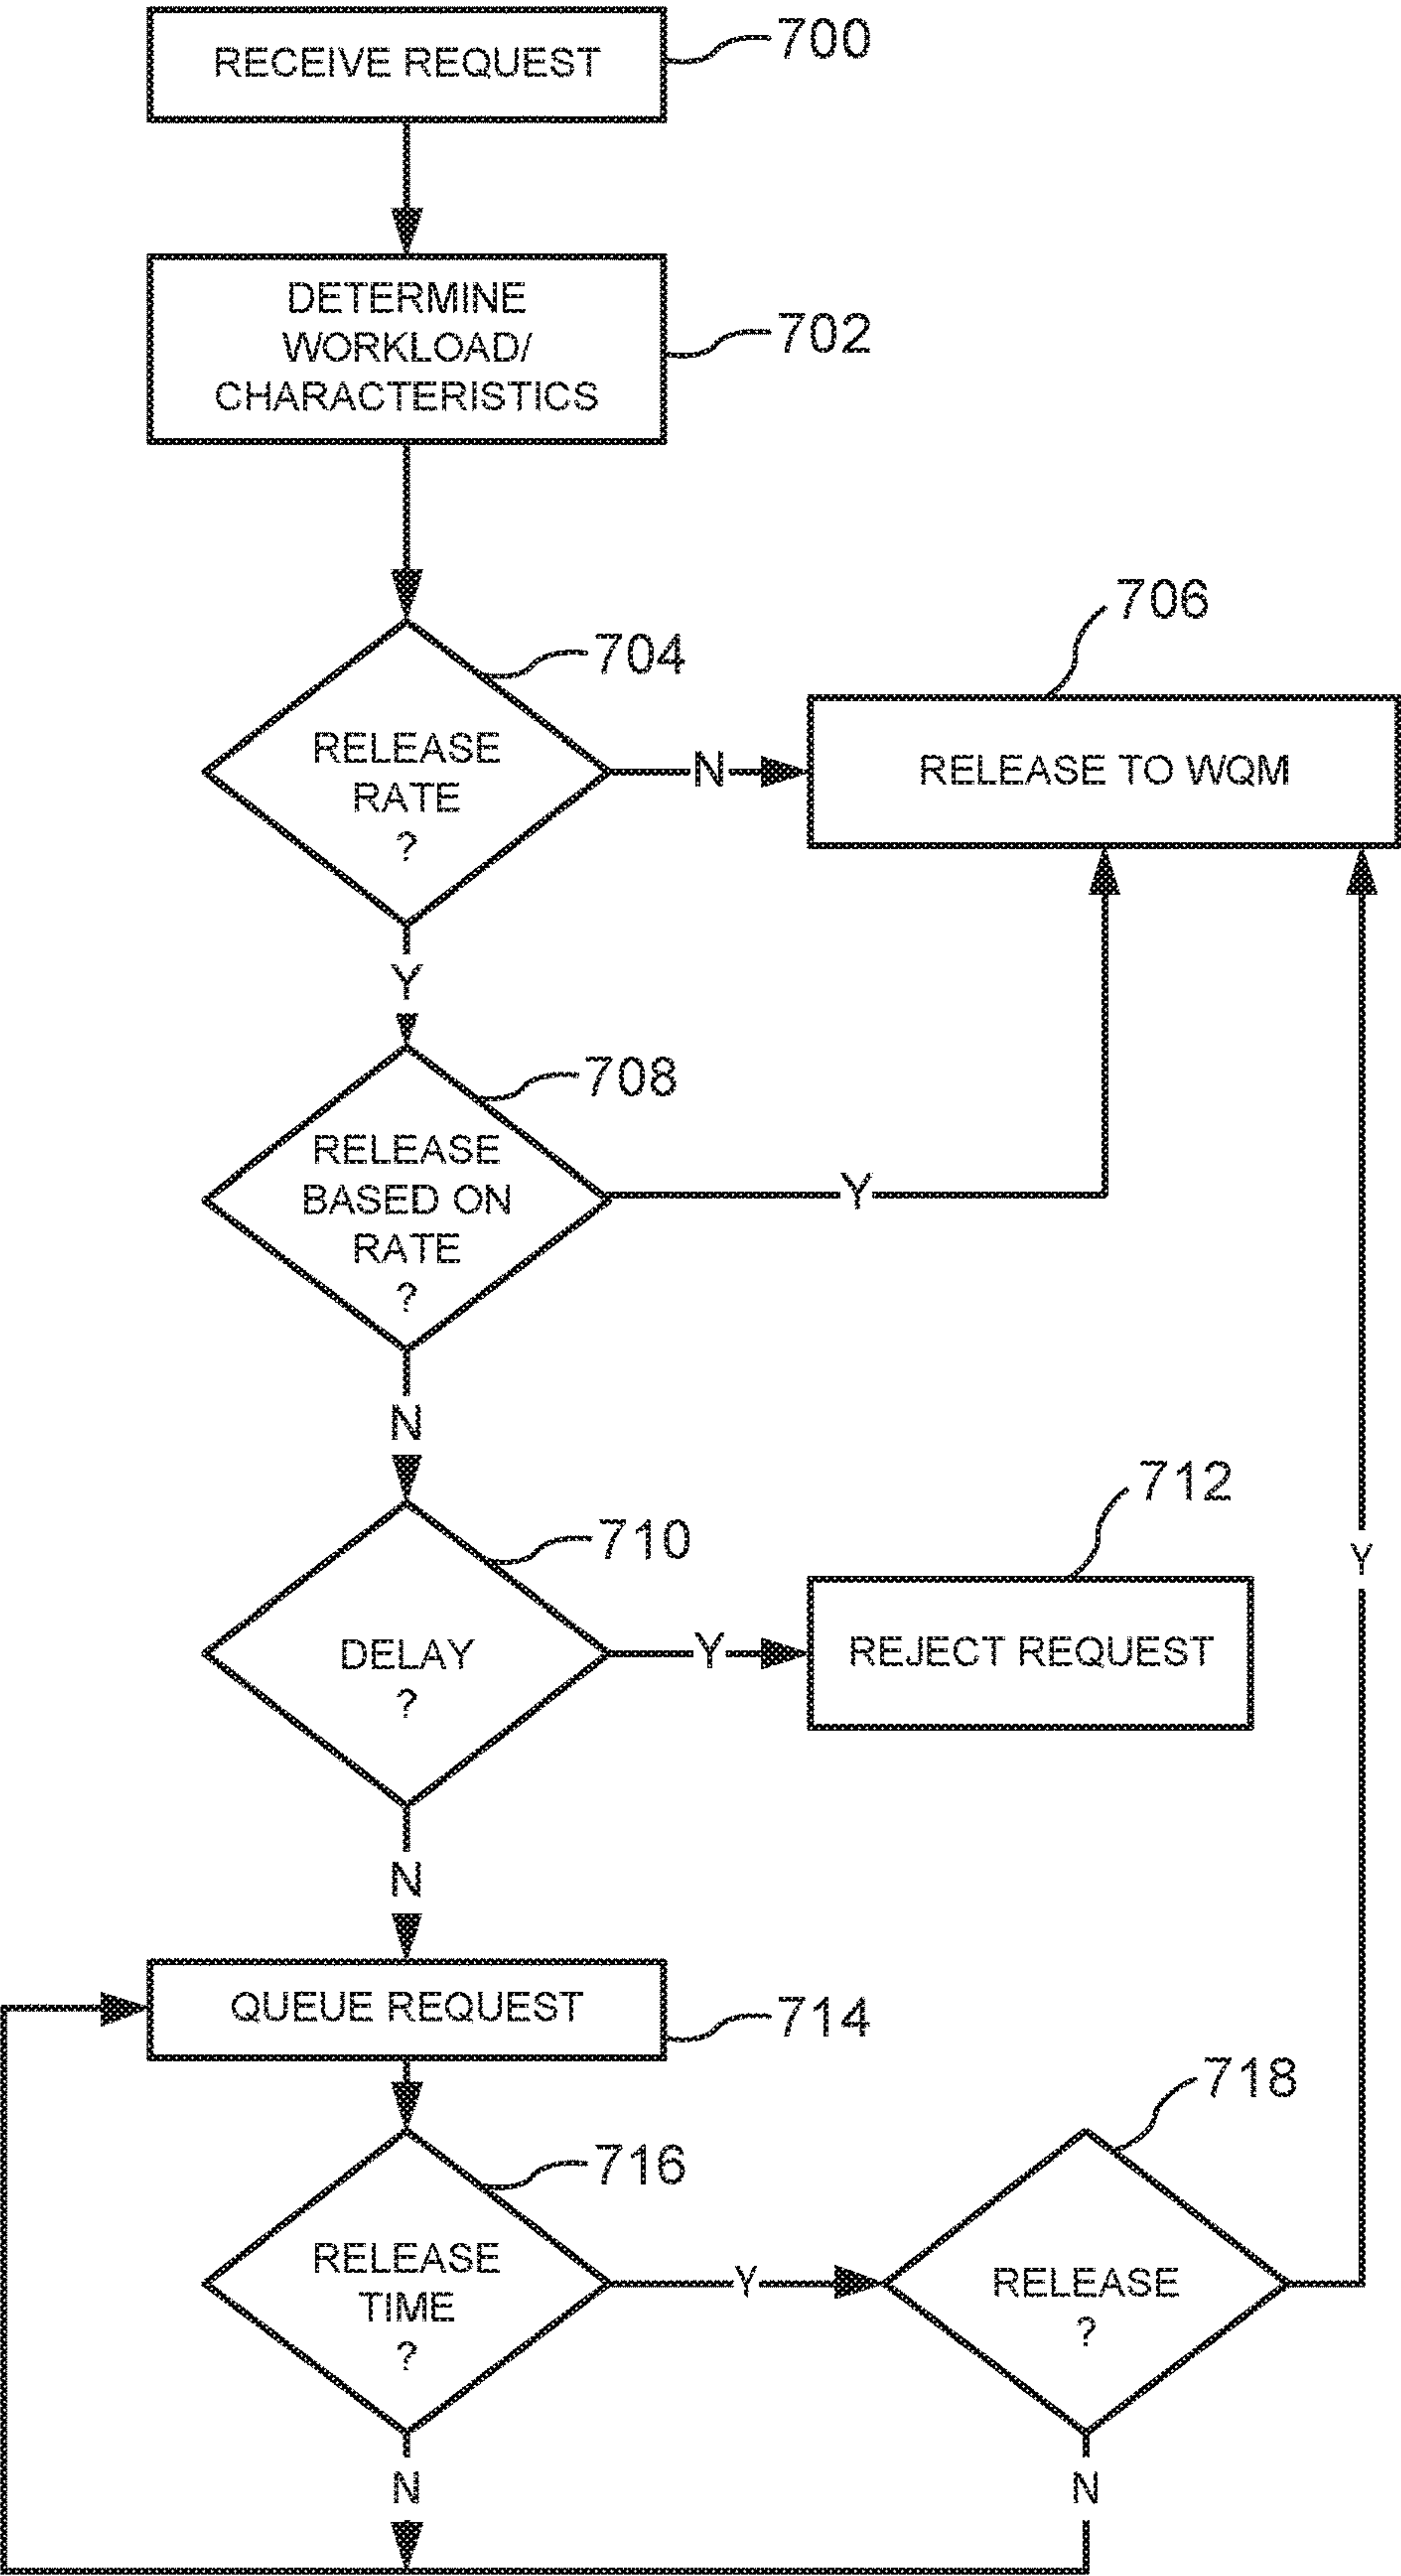 RECEIVE REQUEST
700
DETERMINE
WORKLOAD/
CHARACTERISTICS
702
704
RELEASE
RATE
?
N
706
RELEASE TO WQM
Y
708
RELEASE
BASED ON
RATE
?
Y
N
710
DELAY
?
Y
712
REJECT REQUEST
Y
N
QUEUE REQUEST
714
716
RELEASE
TIME
?
Y
718
RELEASE
?
N
N